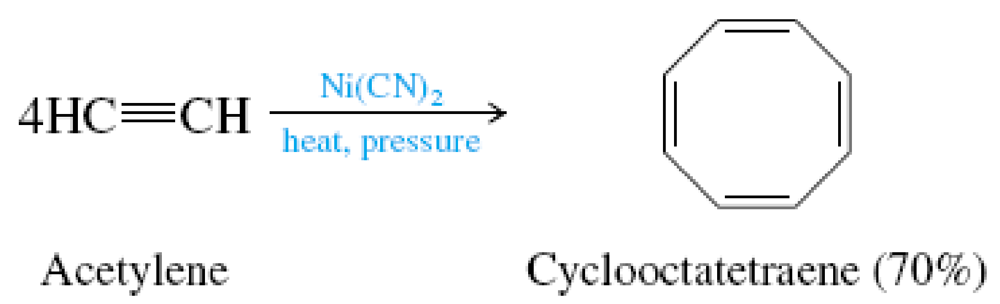 Ni(CN)₂
4HC≡CH
heat, pressure
Acetylene
Cyclooctatetraene (70%)